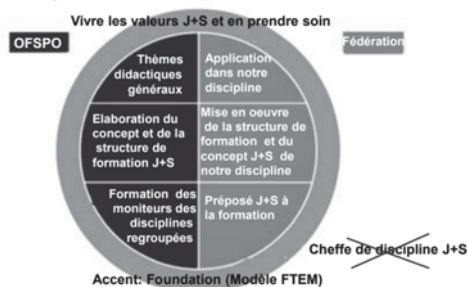 Vivre les valeurs J+S et en prendre soin
OFSPO
Fédération
Thèmes
didactiques
généraux
Application
dans notre
discipline
Elaboration du
concept et de la
structure de
formation J+S
Mise en oeuvre
de la structure de
formation et du
concept J+S de
notre discipline
Formation des
moniteurs des
disciplines
regroupées
Préposé J+S à
la formation
Cheffe de discipline J+S
Accent: Foundation (Modèle FTEM)